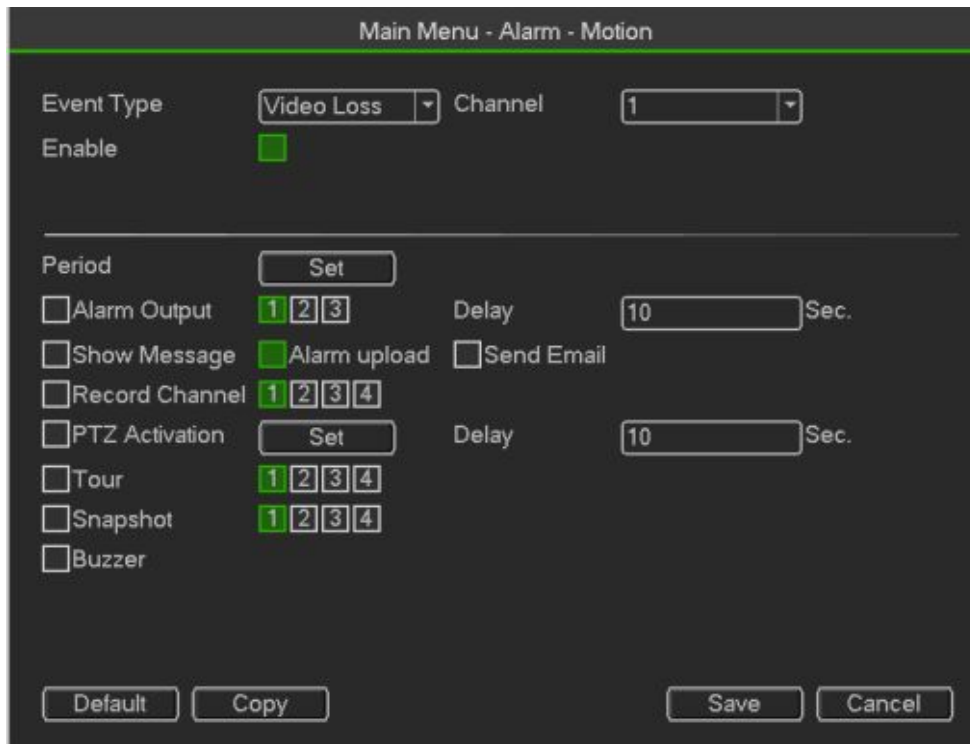 Main Menu - Alarm - Motion
Event Type Video Loss Channel 1
Enable
Period Set
Alarm Output 1 2 3 Delay 10 Sec.
Show Message Alarm upload Send Email
Record Channel 1 2 3 4
PTZ Activation Set Delay 10 Sec.
Tour 1 2 3 4
Snapshot 1 2 3 4
Buzzer
Default Copy Save Cancel